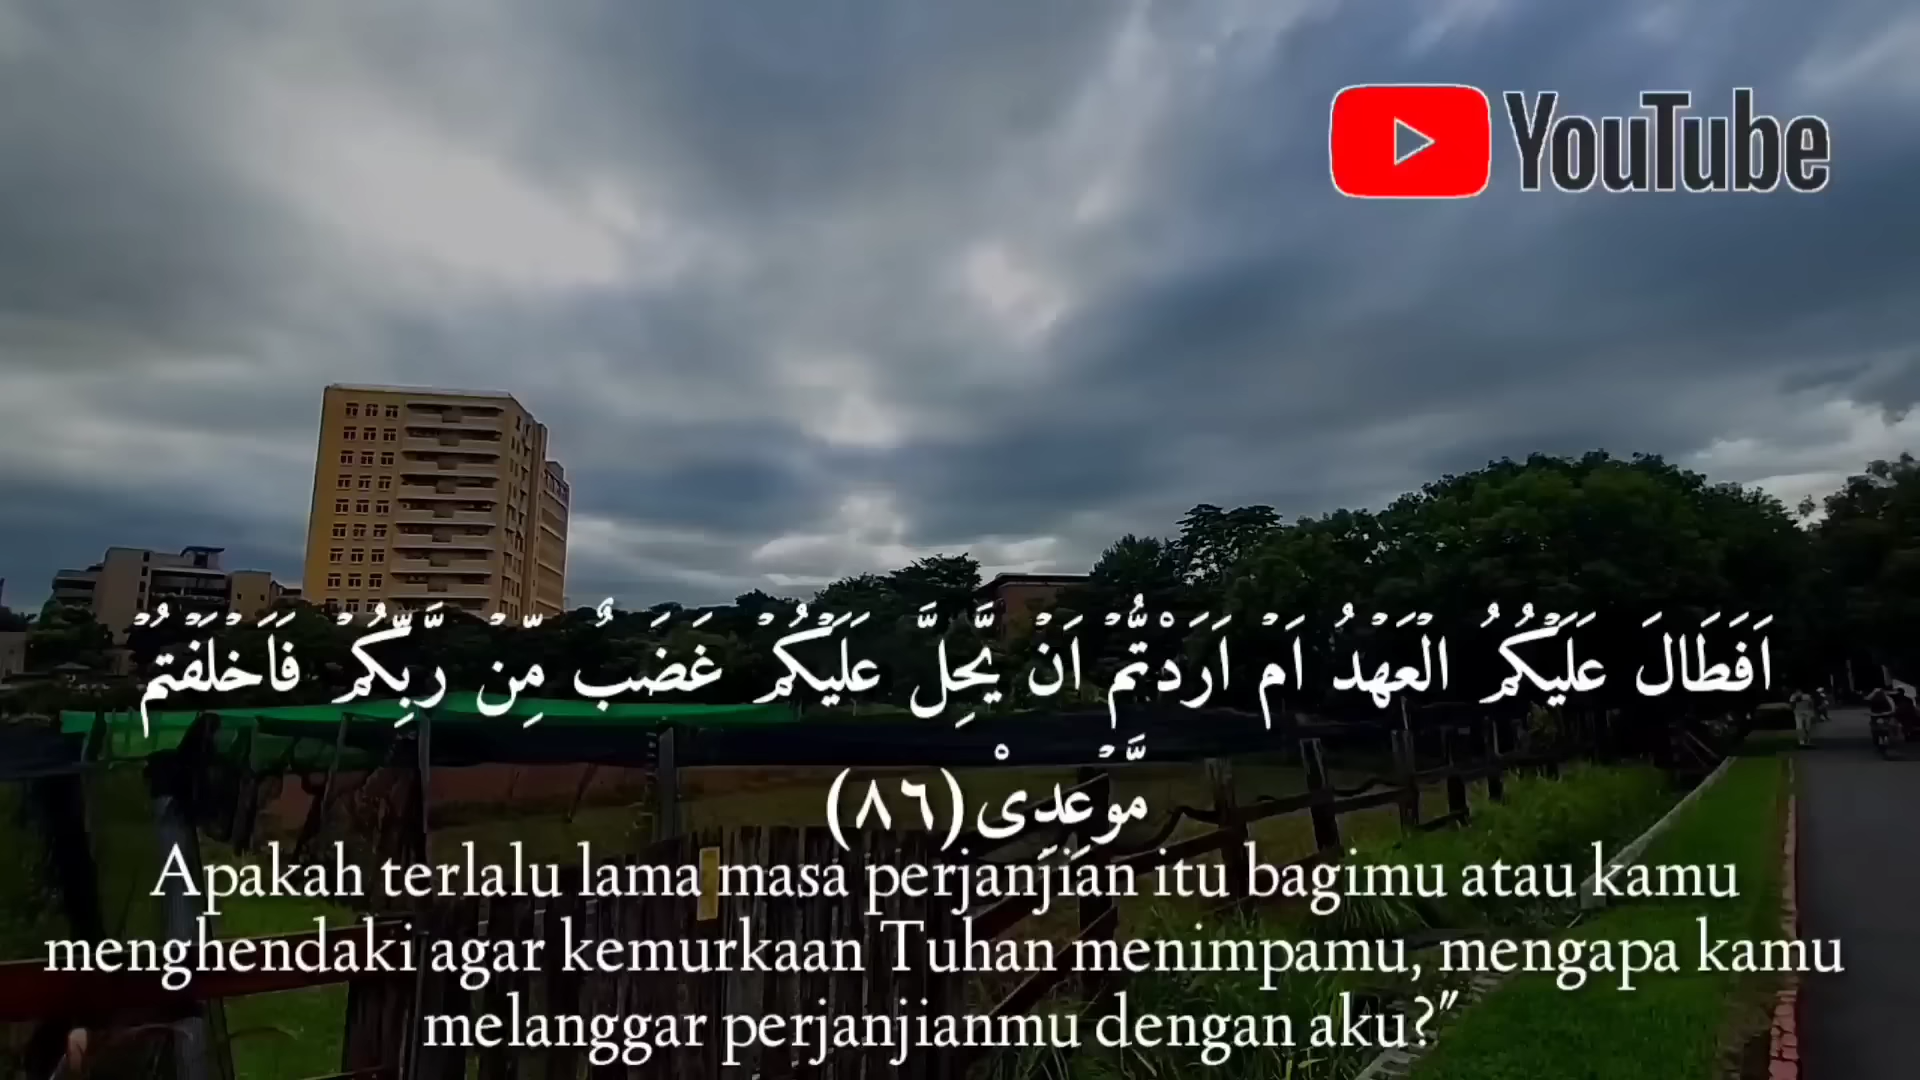 YouTube
اَفَطَالَ عَلَيْكُمُ الْعَهْدُ اَمْ اَرَدْتُّمْ اَنْ يَّحِلَّ عَلَيْكُمْ غَضَبٌ مِّنْ رَّبِّكُمْ فَاَخْلَفْتُمْ
مَّوْعِدِيْ (٨٦)
Apakah terlalu lama masa perjanjian itu bagimu atau kamu
menghendaki agar kemurkaan Tuhan menimpamu, mengapa kamu
melanggar perjanjianmu dengan aku?"